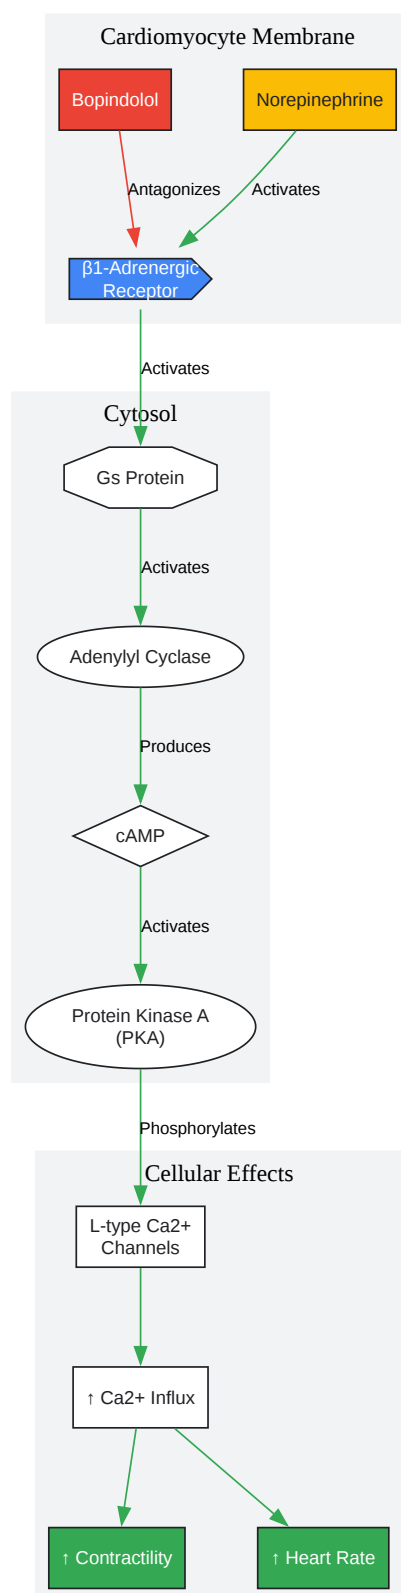 Cardiomyocyte Membrane
Bopindolol
Norepinephrine
Antagonizes
Activates
β1-Adrenergic
Receptor
Activates
Cytosol
Gs Protein
Activates
Adenylyl Cyclase
Produces
cAMP
Activates
Protein Kinase A
(PKA)
Phosphorylates
Cellular Effects
L-type Ca2+
Channels
↑ Ca2+ Influx
↑ Contractility
↑ Heart Rate